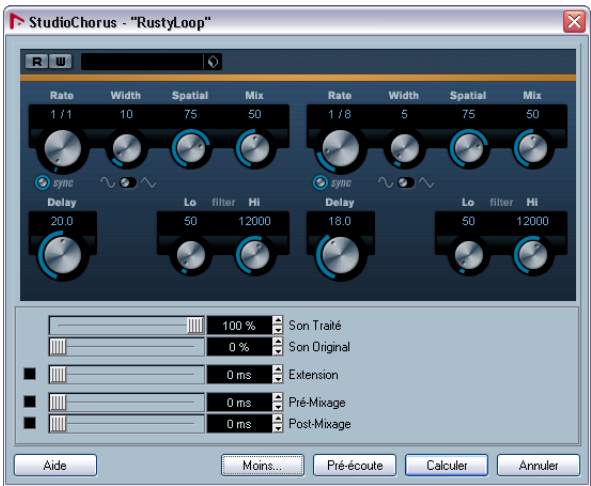 StudioChorus - "RustyLoop"
R W
Rate Width Spatial Mix Rate Width Spatial Mix
1 / 1 10 75 50 1 / 8 5 75 50
sync sync
Delay Lo filter Hi Delay Lo filter Hi
20.0 50 12000 18.0 50 12000
100 % Son Traité
0 % Son Original
0 ms Extension
0 ms Pré-Mixage
0 ms Post-Mixage
Aide Moins... Pré-écoute Calculer Annuler